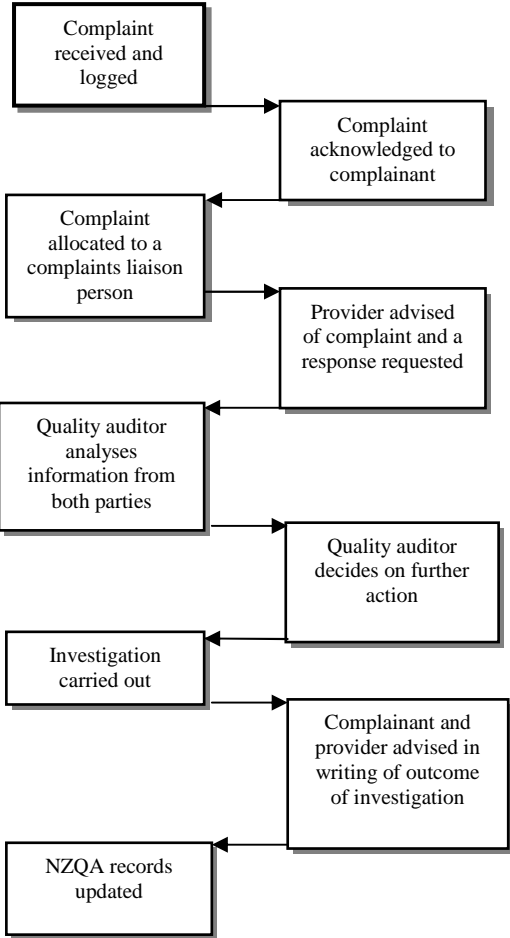 Complaint
received and
logged
Complaint
acknowledged to
complainant
Complaint
allocated to a
complaints liaison
person
Provider advised
of complaint and a
response requested
Quality auditor
analyses
information from
both parties
Quality auditor
decides on further
action
Investigation
carried out
Complainant and
provider advised in
writing of outcome
of investigation
NZQA records
updated